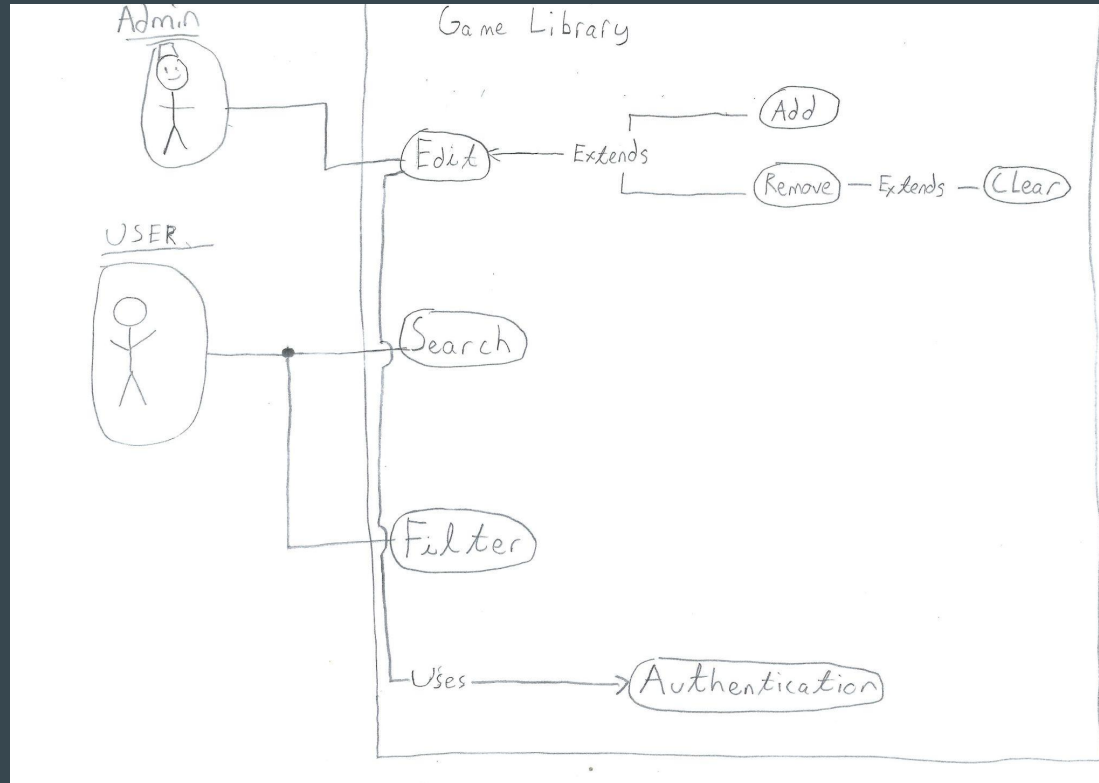 Admin
Game Library
Add
Edit
Extends
Remove
Extends
Clear
USER
Search
Filter
Uses
Authentication